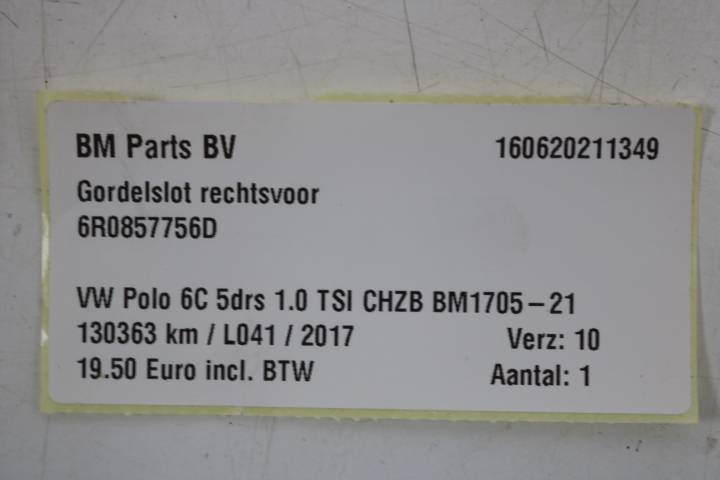 BM Parts BV 160620211349
Gordelslot rechtsvoor
6R0857756D
VW Polo 6C 5drs 1.0 TSI CHZB BM1705-21
130363 km / L041 / 2017 Verz: 10
19.50 Euro incl. BTW Aantal: 1